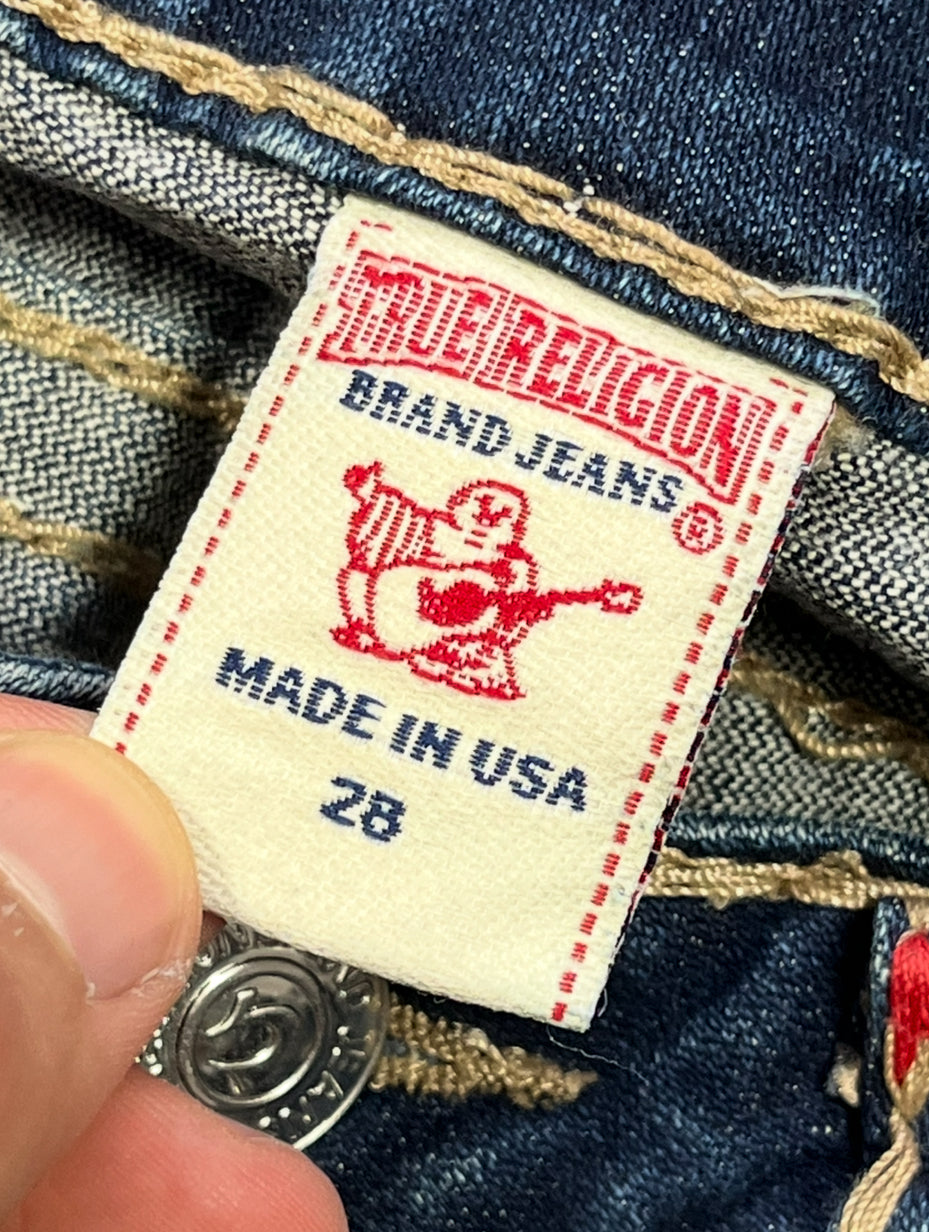 TRUE RELIGION
BRAND JEANS
®
MADE IN USA
28